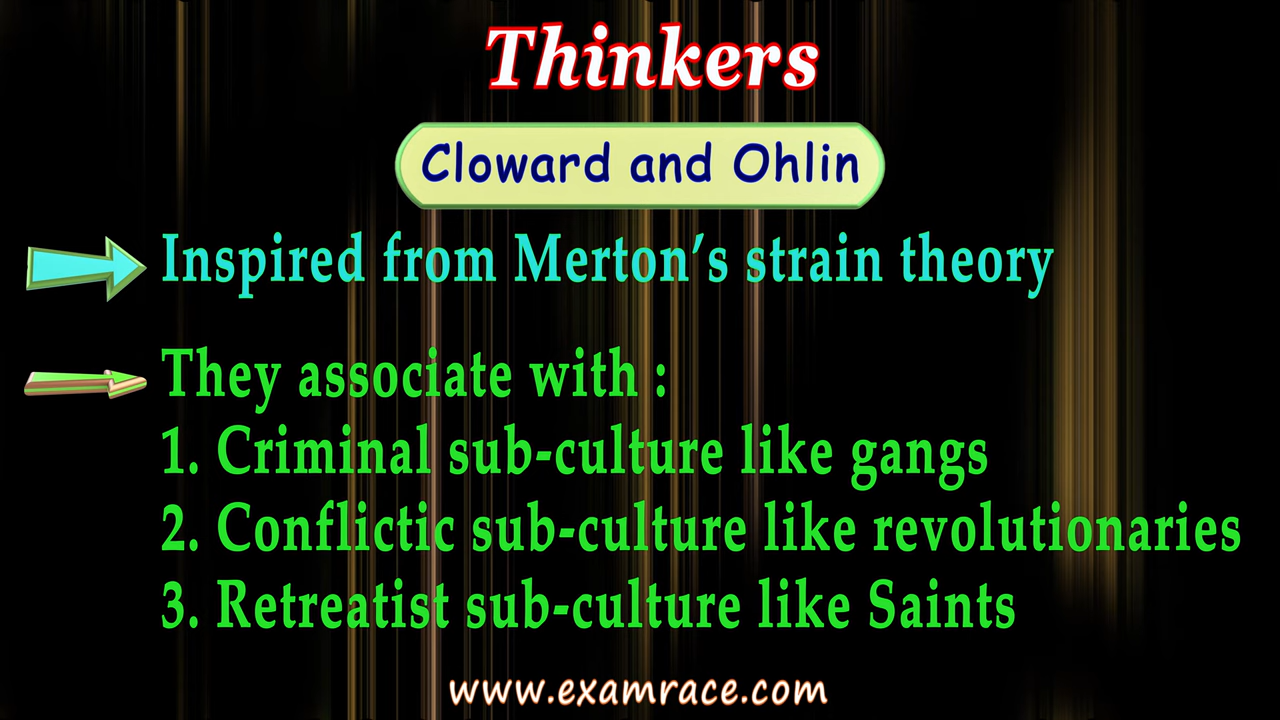 Thinkers
Cloward and Ohlin
Inspired from Merton’s strain theory
They associate with :
1. Criminal sub-culture like gangs
2. Conflictic sub-culture like revolutionaries
3. Retreatist sub-culture like Saints
www.examrace.com